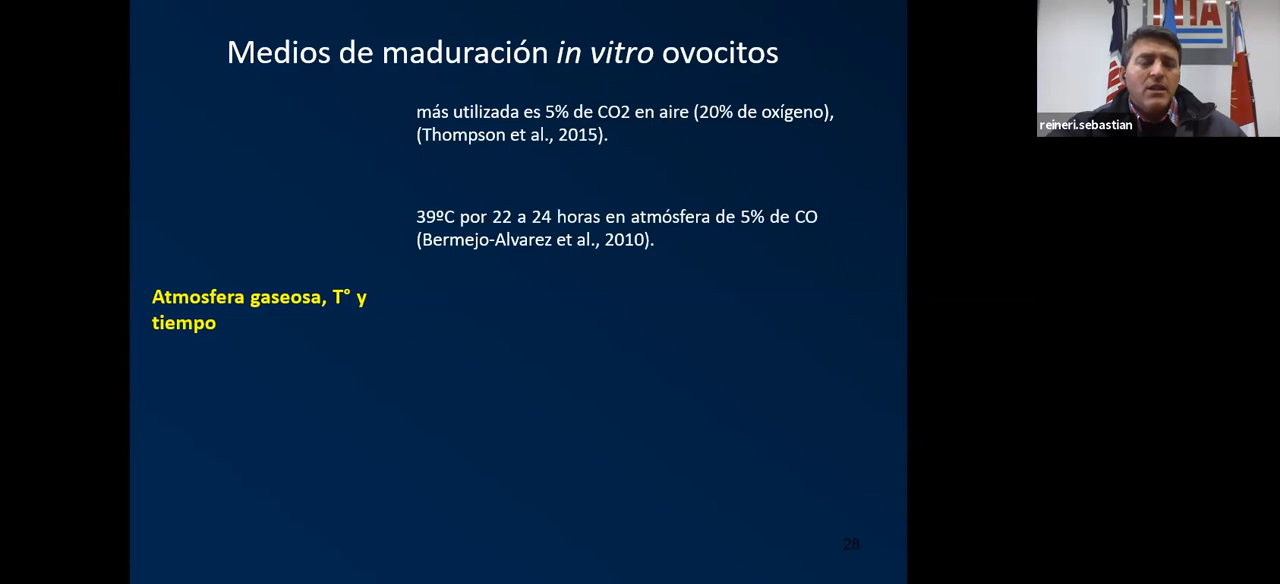 Medios de maduración in vitro ovocitos
más utilizada es 5% de CO2 en aire (20% de oxígeno),
(Thompson et al., 2015).
39ºC por 22 a 24 horas en atmósfera de 5% de CO
(Bermejo-Alvarez et al., 2010).
Atmosfera gaseosa, T° y
tiempo
28
INTA
reineri.sebastian